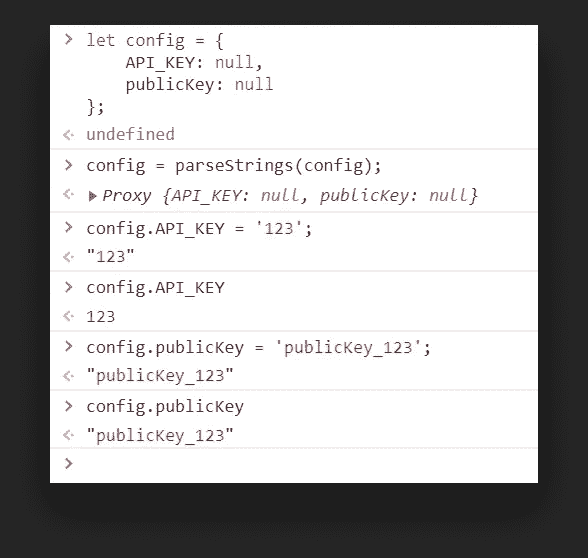 > let config = {
API_KEY: null,
publicKey: null
};
undefined
> config = parseStrings(config);
▶ Proxy {API_KEY: null, publicKey: null}
> config.API_KEY = '123';
"123"
> config.API_KEY
123
> config.publicKey = 'publicKey_123';
"publicKey_123"
> config.publicKey
"publicKey_123"
>